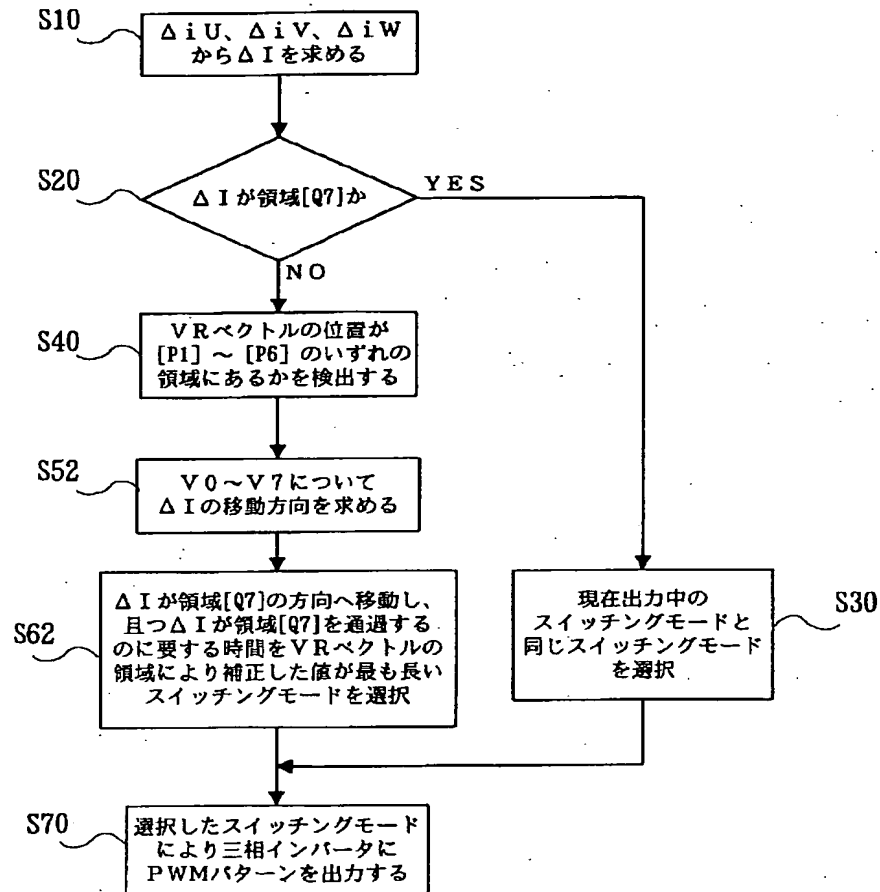 S10
ΔiU、ΔiV、ΔiW
からΔIを求める
S20
ΔIが領域[Q7]か
YES
NO
S40
VRベクトルの位置が
[P1]～[P6]のいずれの
領域にあるかを検出する
S52
V0～V7について
ΔIの移動方向を求める
S62
ΔIが領域[Q7]の方向へ移動し、
且つΔIが領域[Q7]を通過する
のに要する時間をVRベクトルの
領域により補正した値が最も長い
スイッチングモードを選択
現在出力中の
スイッチングモードと
同じスイッチングモード
を選択
S30
S70
選択したスイッチングモード
により三相インバータに
PWMパターンを出力する